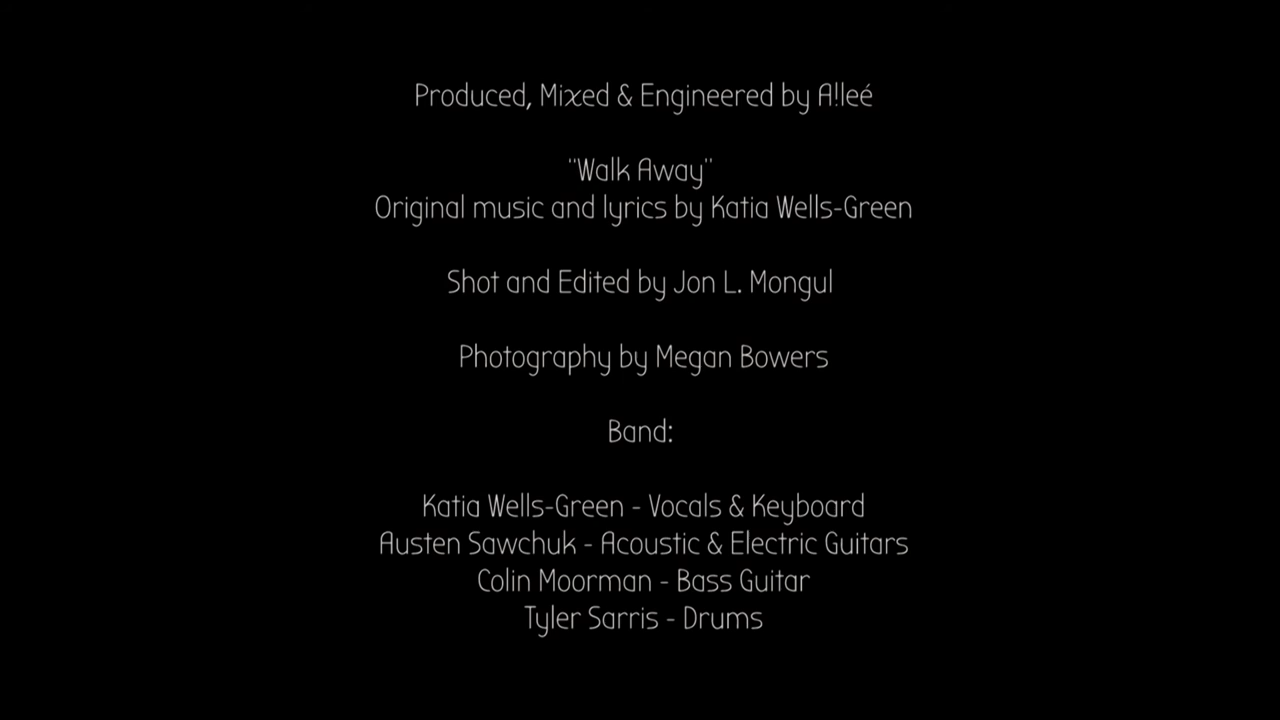 Produced, Mixed & Engineered by A!leé
"Walk Away"
Original music and lyrics by Katia Wells-Green
Shot and Edited by Jon L. Mongul
Photography by Megan Bowers
Band:
Katia Wells-Green - Vocals & Keyboard
Austen Sawchuk - Acoustic & Electric Guitars
Colin Moorman - Bass Guitar
Tyler Sarris - Drums